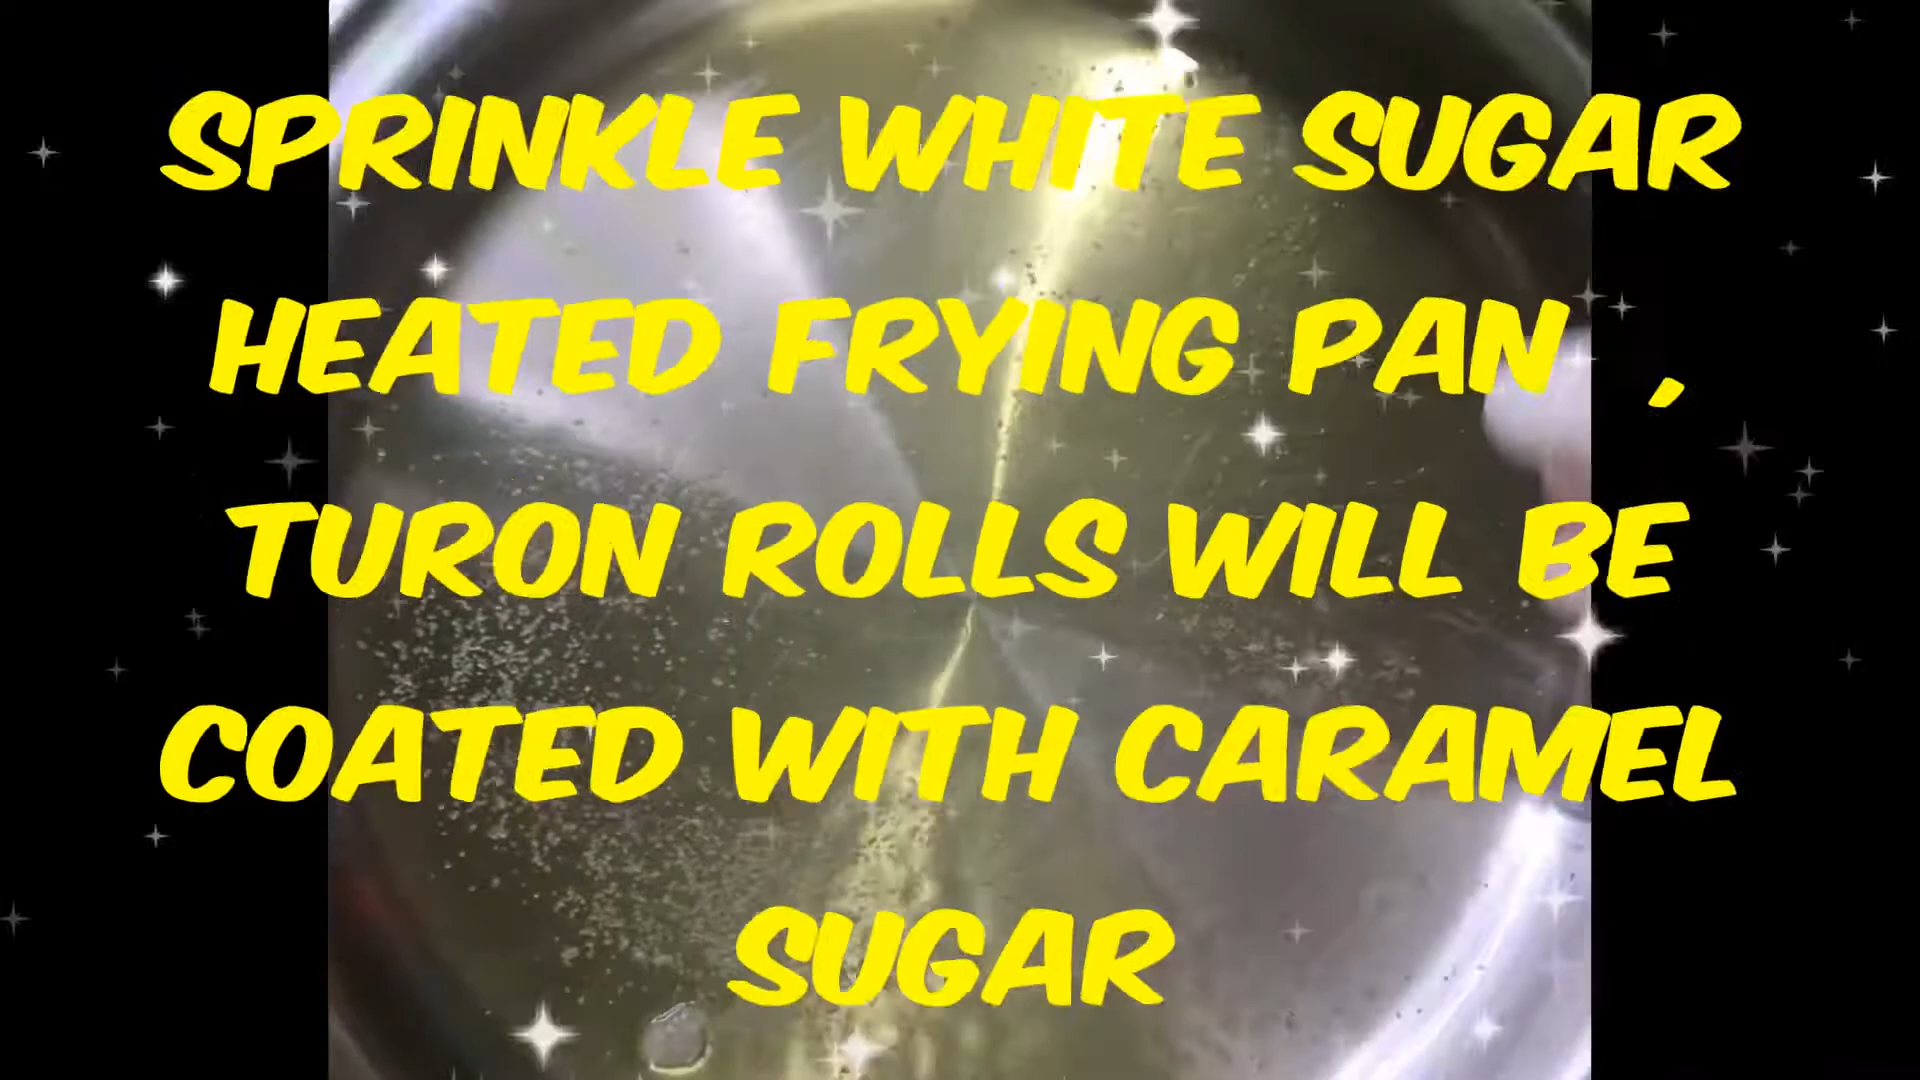 SPRINKLE WHITE SUGAR
HEATED FRYING PAN ,
TURON ROLLS WILL BE
COATED WITH CARAMEL
SUGAR